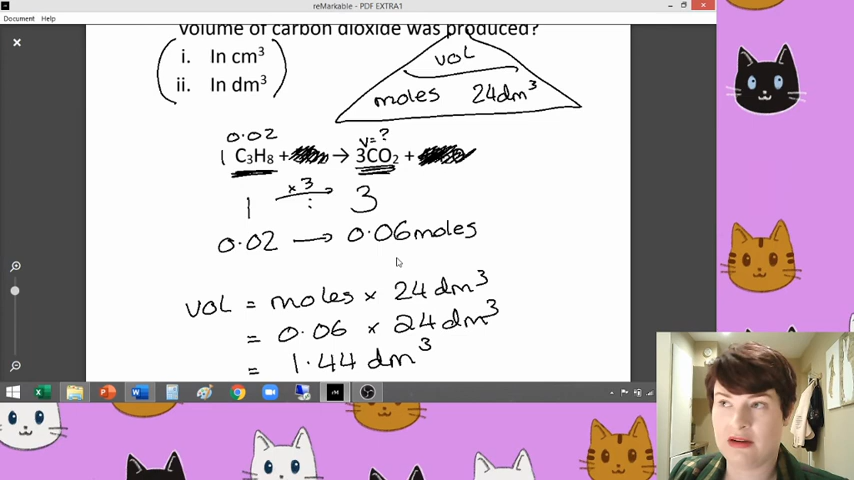 reMarkable - PDF EXTRA1
Document Help
volume of carbon dioxide was produced?
i. In cm³
ii. In dm³
VOL
moles 24dm³
0.02 V=?
1 C₃H₈ + → 3CO₂ +
×3
1 : 3
0.02 → 0.06moles
VOL = moles × 24 dm³
= 0.06 × 24 dm³
= 1.44 dm³